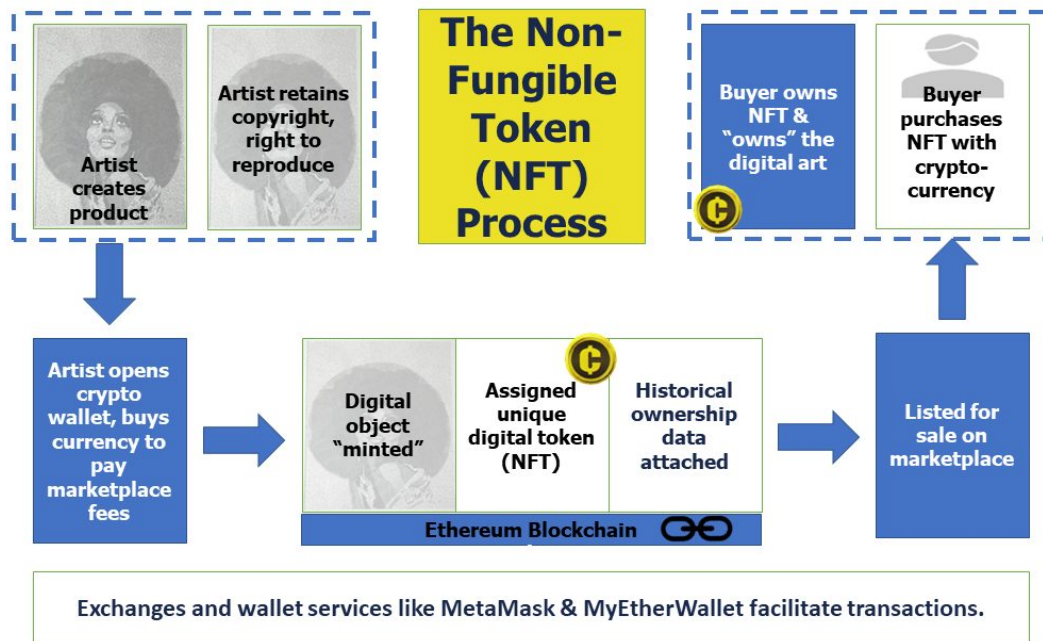 Artist
creates
product
Artist retains
copyright,
right to
reproduce
The Non-
Fungible
Token
(NFT)
Process
Buyer owns
NFT &
“owns” the
digital art
Buyer
purchases
NFT with
crypto-
currency
Artist opens
crypto
wallet, buys
currency to
pay
marketplace
fees
Digital
object
“minted”
Assigned
unique
digital token
(NFT)
Historical
ownership
data
attached
Ethereum Blockchain
Listed for
sale on
marketplace
Exchanges and wallet services like MetaMask & MyEtherWallet facilitate transactions.